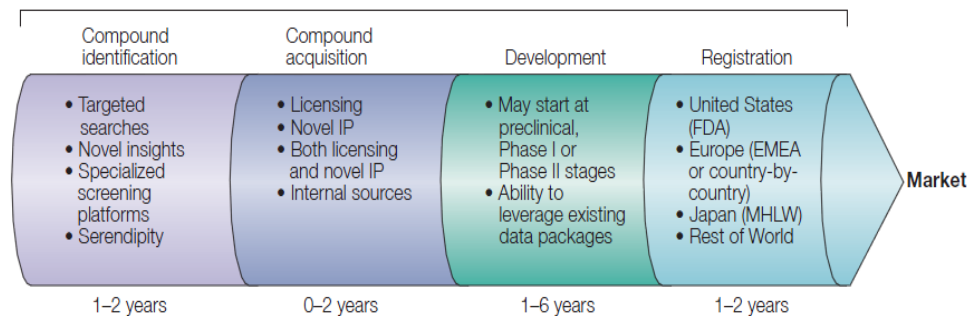 Compound
identification
Compound
acquisition
Development
Registration
• Targeted
searches
• Novel insights
• Specialized
screening
platforms
• Serendipity
• Licensing
• Novel IP
• Both licensing
and novel IP
• Internal sources
• May start at
preclinical,
Phase I or
Phase II stages
• Ability to
leverage existing
data packages
• United States
(FDA)
• Europe (EMEA
or country-by-
country)
• Japan (MHLW)
• Rest of World
Market
1–2 years
0–2 years
1–6 years
1–2 years